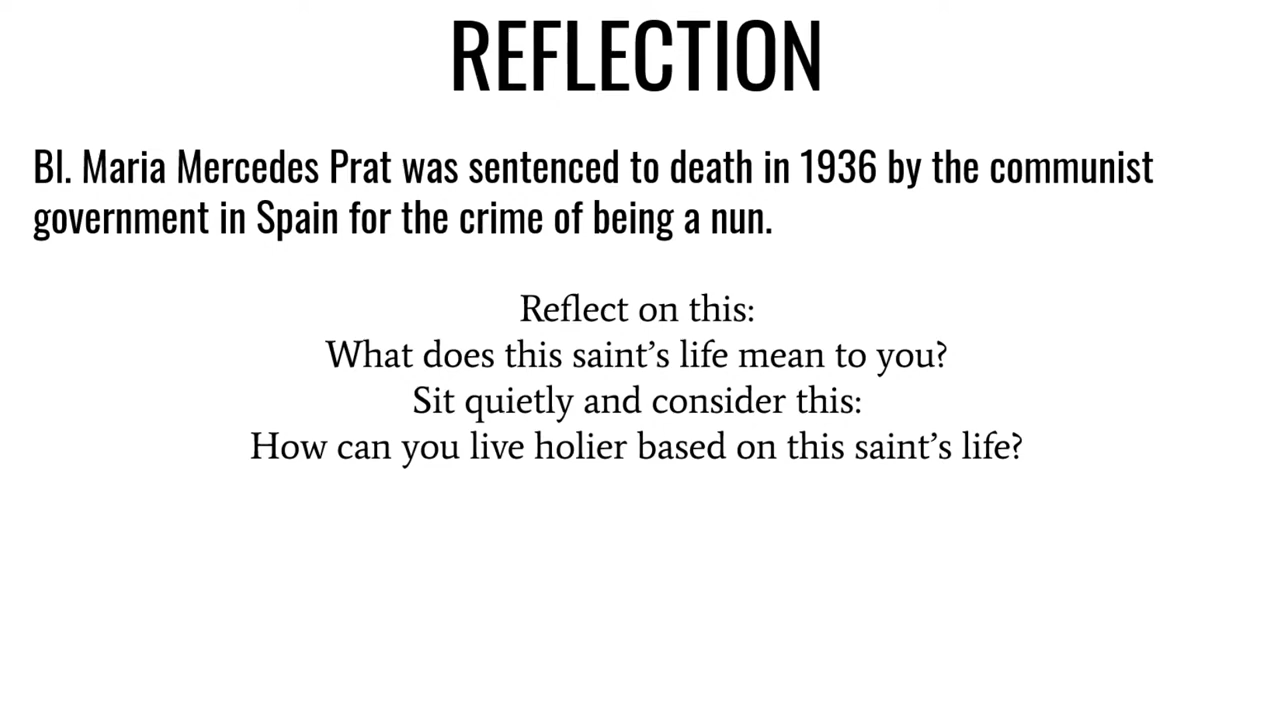 REFLECTION
Bl. Maria Mercedes Prat was sentenced to death in 1936 by the communist
government in Spain for the crime of being a nun.
Reflect on this:
What does this saint’s life mean to you?
Sit quietly and consider this:
How can you live holier based on this saint’s life?